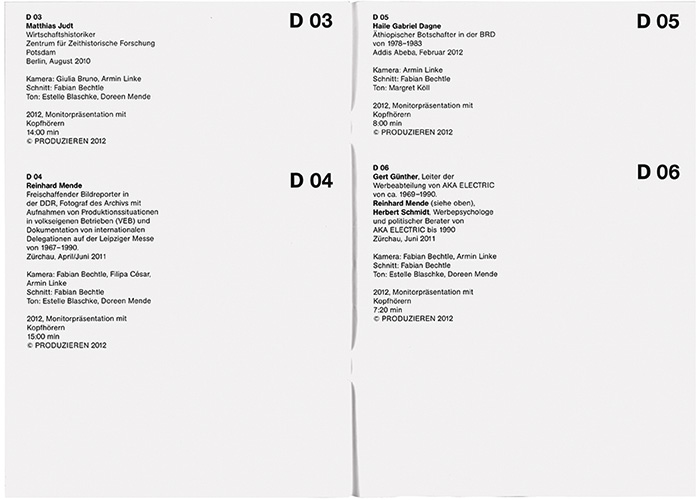 D 03
Matthias Judt
Wirtschaftshistoriker
Zentrum für Zeithistorische Forschung
Potsdam
Berlin, August 2010
Kamera: Giulia Bruno, Armin Linke
Schnitt: Fabian Bechtle
Ton: Estelle Blaschke, Doreen Mende
2012, Monitorpräsentation mit
Kopfhörern
14:00 min
© PRODUZIEREN 2012
D 03
D 04
Reinhard Mende
Freischaffender Bildreporter in
der DDR, Fotograf des Archivs mit
Aufnahmen von Produktionssituationen
in volkseigenen Betrieben (VEB) und
Dokumentation von internationalen
Delegationen auf der Leipziger Messe
von 1967–1990.
Zürchau, April/Juni 2011
Kamera: Fabian Bechtle, Filipa César,
Armin Linke
Schnitt: Fabian Bechtle
Ton: Estelle Blaschke, Doreen Mende
2012, Monitorpräsentation mit
Kopfhörern
15:00 min
© PRODUZIEREN 2012
D 04
D 05
Haile Gabriel Dagne
Äthiopischer Botschafter in der BRD
von 1978–1983
Addis Abeba, Februar 2012
Kamera: Armin Linke
Schnitt: Fabian Bechtle
Ton: Margret Köll
2012, Monitorpräsentation mit
Kopfhörern
8:00 min
© PRODUZIEREN 2012
D 05
D 06
Gert Günther, Leiter der
Werbeabteilung von AKA ELECTRIC
von ca. 1969–1990.
Reinhard Mende (siehe oben),
Herbert Schmidt, Werbepsychologe
und politischer Berater von
AKA ELECTRIC bis 1990
Zürchau, Juni 2011
Kamera: Fabian Bechtle, Armin Linke
Schnitt: Fabian Bechtle
Ton: Estelle Blaschke, Doreen Mende
2012, Monitorpräsentation mit
Kopfhörern
7:20 min
© PRODUZIEREN 2012
D 06